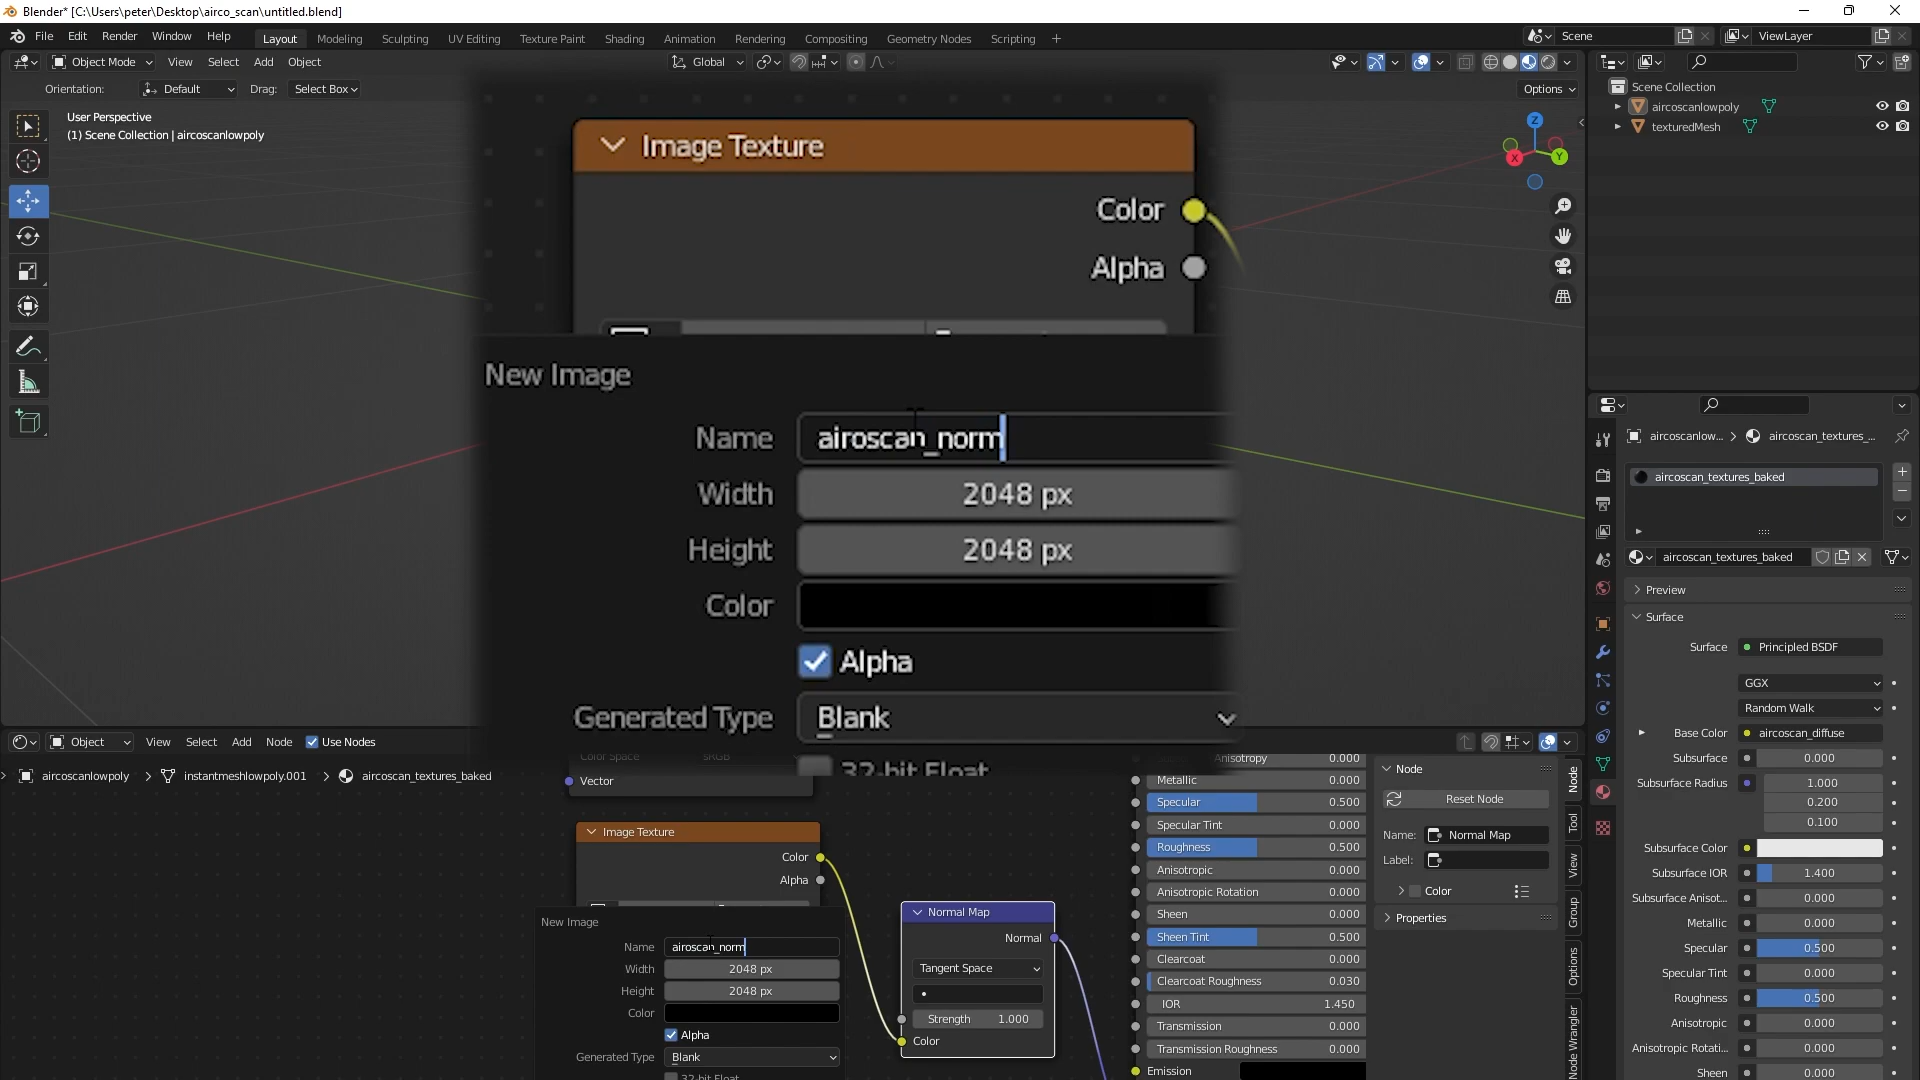 Blender* [C:\Users\peter\Desktop\airco_scan\untitled.blend]
File Edit Render Window Help Layout Modeling Sculpting UV Editing Texture Paint Shading Animation Rendering Compositing Geometry Nodes Scripting + Scene ViewLayer
Object Mode View Select Add Object Global
Orientation: Default Drag: Select Box Options
User Perspective
(1) Scene Collection | aircoscanlowpoly
Z
X Y
Scene Collection
aircoscanlowpoly
texturedMesh
Image Texture
Color
Alpha
New Image
Name airoscan_norm
Width 2048 px
Height 2048 px
Color
Alpha
Generated Type Blank
32-bit Float
aircoscanlow... > aircoscan_textures_...
aircoscan_textures_baked
aircoscan_textures_baked
Preview
Surface
Surface Principled BSDF
GGX
Random Walk
Base Color aircoscan_diffuse
Subsurface 0.000
Subsurface Radius 1.000
0.200
0.100
Subsurface Color
Subsurface IOR 1.400
Subsurface Anisot... 0.000
Metallic 0.000
Specular 0.500
Specular Tint 0.000
Roughness 0.500
Anisotropic 0.000
Anisotropic Rotati... 0.000
Sheen 0.000
Object View Select Add Node Use Nodes
aircoscanlowpoly > instantmeshlowpoly.001 > aircoscan_textures_baked
Color Space sRGB
Vector
Image Texture
Color
Alpha
New Image
Name airoscan_norm
Width 2048 px
Height 2048 px
Color
Alpha
Generated Type Blank
32-bit Float
Normal Map
Normal
Tangent Space
Strength 1.000
Color
Anisotropy 0.000
Metallic 0.000
Specular 0.500
Specular Tint 0.000
Roughness 0.500
Anisotropic 0.000
Anisotropic Rotation 0.000
Sheen 0.000
Sheen Tint 0.500
Clearcoat 0.000
Clearcoat Roughness 0.030
IOR 1.450
Transmission 0.000
Transmission Roughness 0.000
Emission
Node
Reset Node
Name: Normal Map
Label:
Color
Properties
Node
Tool
View
Group
Options
Node Wrangler